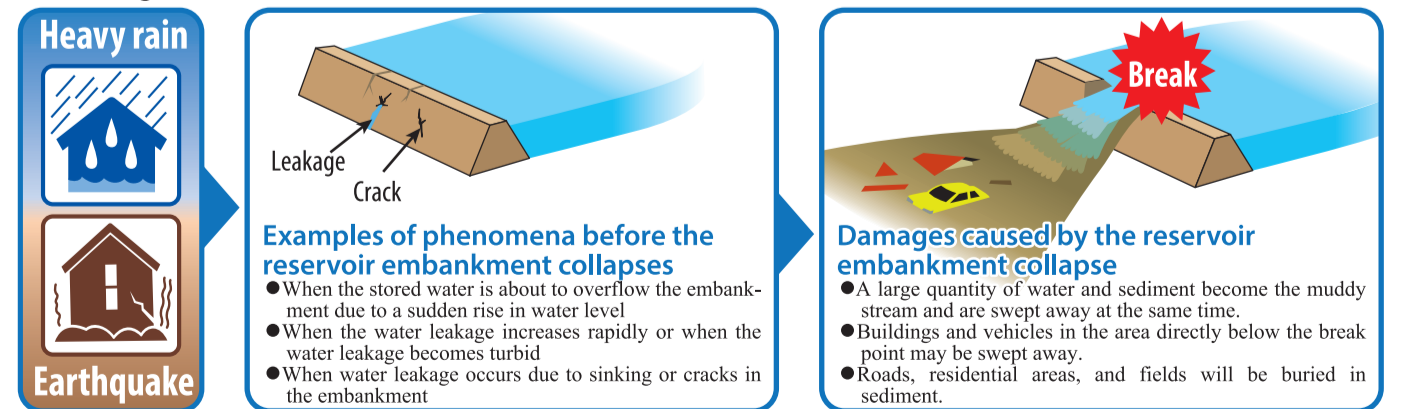 Heavy rain
Earthquake
Leakage
Crack
Examples of phenomena before the
reservoir embankment collapses
●When the stored water is about to overflow the embank-
ment due to a sudden rise in water level
●When the water leakage increases rapidly or when the
water leakage becomes turbid
●When water leakage occurs due to sinking or cracks in
the embankment
Break
Damages caused by the reservoir
embankment collapse
●A large quantity of water and sediment become the muddy
stream and are swept away at the same time.
●Buildings and vehicles in the area directly below the break
point may be swept away.
●Roads, residential areas, and fields will be buried in
sediment.